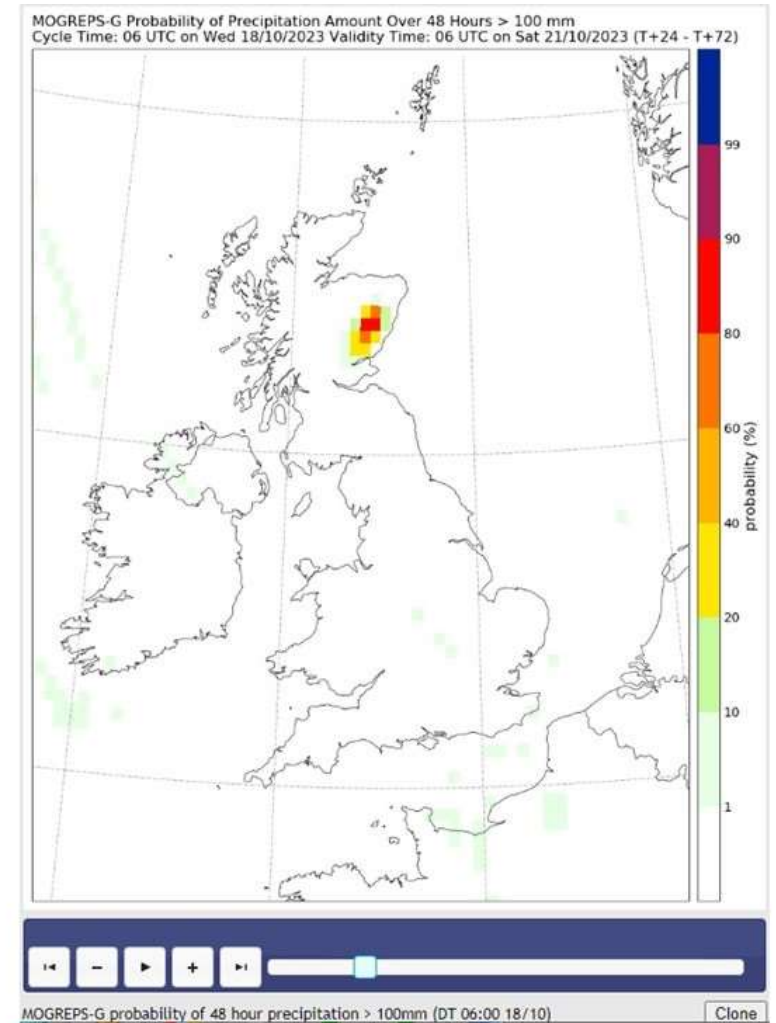 MOGREPS-G Probability of Precipitation Amount Over 48 Hours > 100 mm
Cycle Time: 06 UTC on Wed 18/10/2023 Validity Time: 06 UTC on Sat 21/10/2023 (T+24 - T+72)
99
90
80
60
40
20
10
1
probability (%)
MOGREPS-G probability of 48 hour precipitation > 100mm (DT 06:00 18/10)
Clone